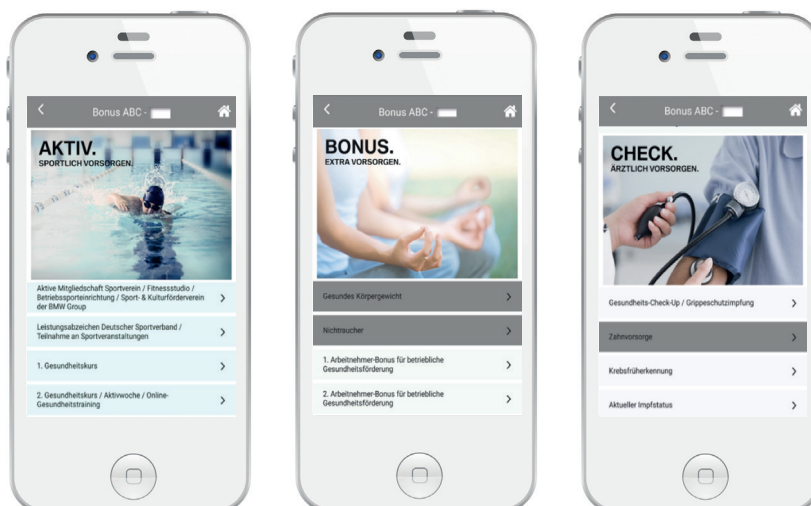 Bonus ABC -
AKTIV.
SPORTLICH VORSORGEN.
Aktive Mitgliedschaft Sportverein / Fitnessstudio /
Betriebssporteinrichtung / Sport- & Kulturförderverein
der BMW Group
Leistungsabzeichen Deutscher Sportverband /
Teilnahme an Sportveranstaltungen
1. Gesundheitskurs
2. Gesundheitskurs / Aktivwoche / Online-
Gesundheitstraining
Bonus ABC -
BONUS.
EXTRA VORSORGEN.
Gesundes Körpergewicht
Nichtraucher
1. Arbeitnehmer-Bonus für betriebliche
Gesundheitsförderung
2. Arbeitnehmer-Bonus für betriebliche
Gesundheitsförderung
Bonus ABC -
CHECK.
ÄRZTLICH VORSORGEN.
Gesundheits-Check-Up / Grippeschutzimpfung
Zahnvorsorge
Krebsfrüherkennung
Aktueller Impfstatus